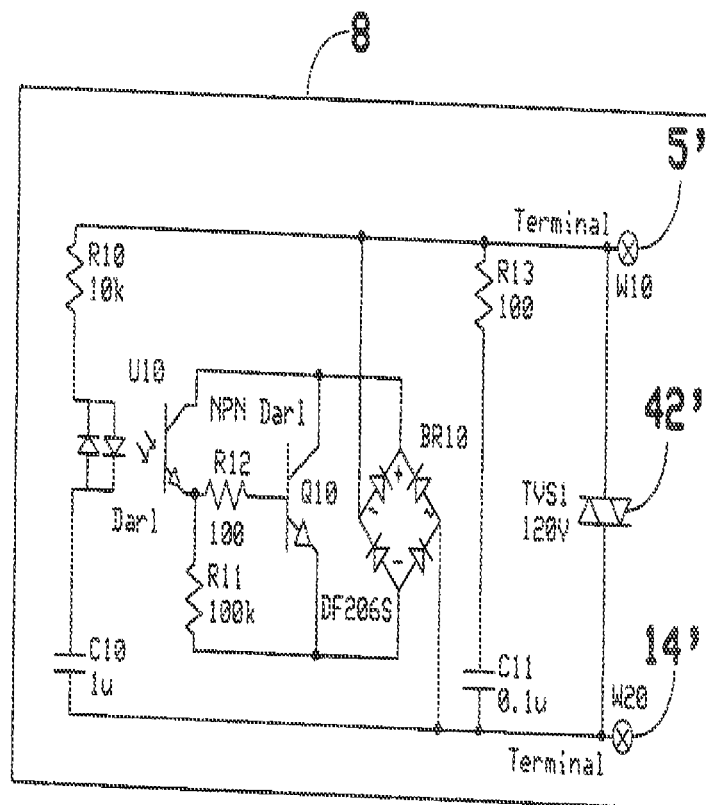 8
5'
Terminal
R10
10k
R13
100
W10
U10
NPN Darl
BR10
42'
R12
Q10
TVS1
120V
Darl
100
R11
100k
DF206S
+
~
~
-
C10
1u
C11
0.1u
W20
14'
Terminal